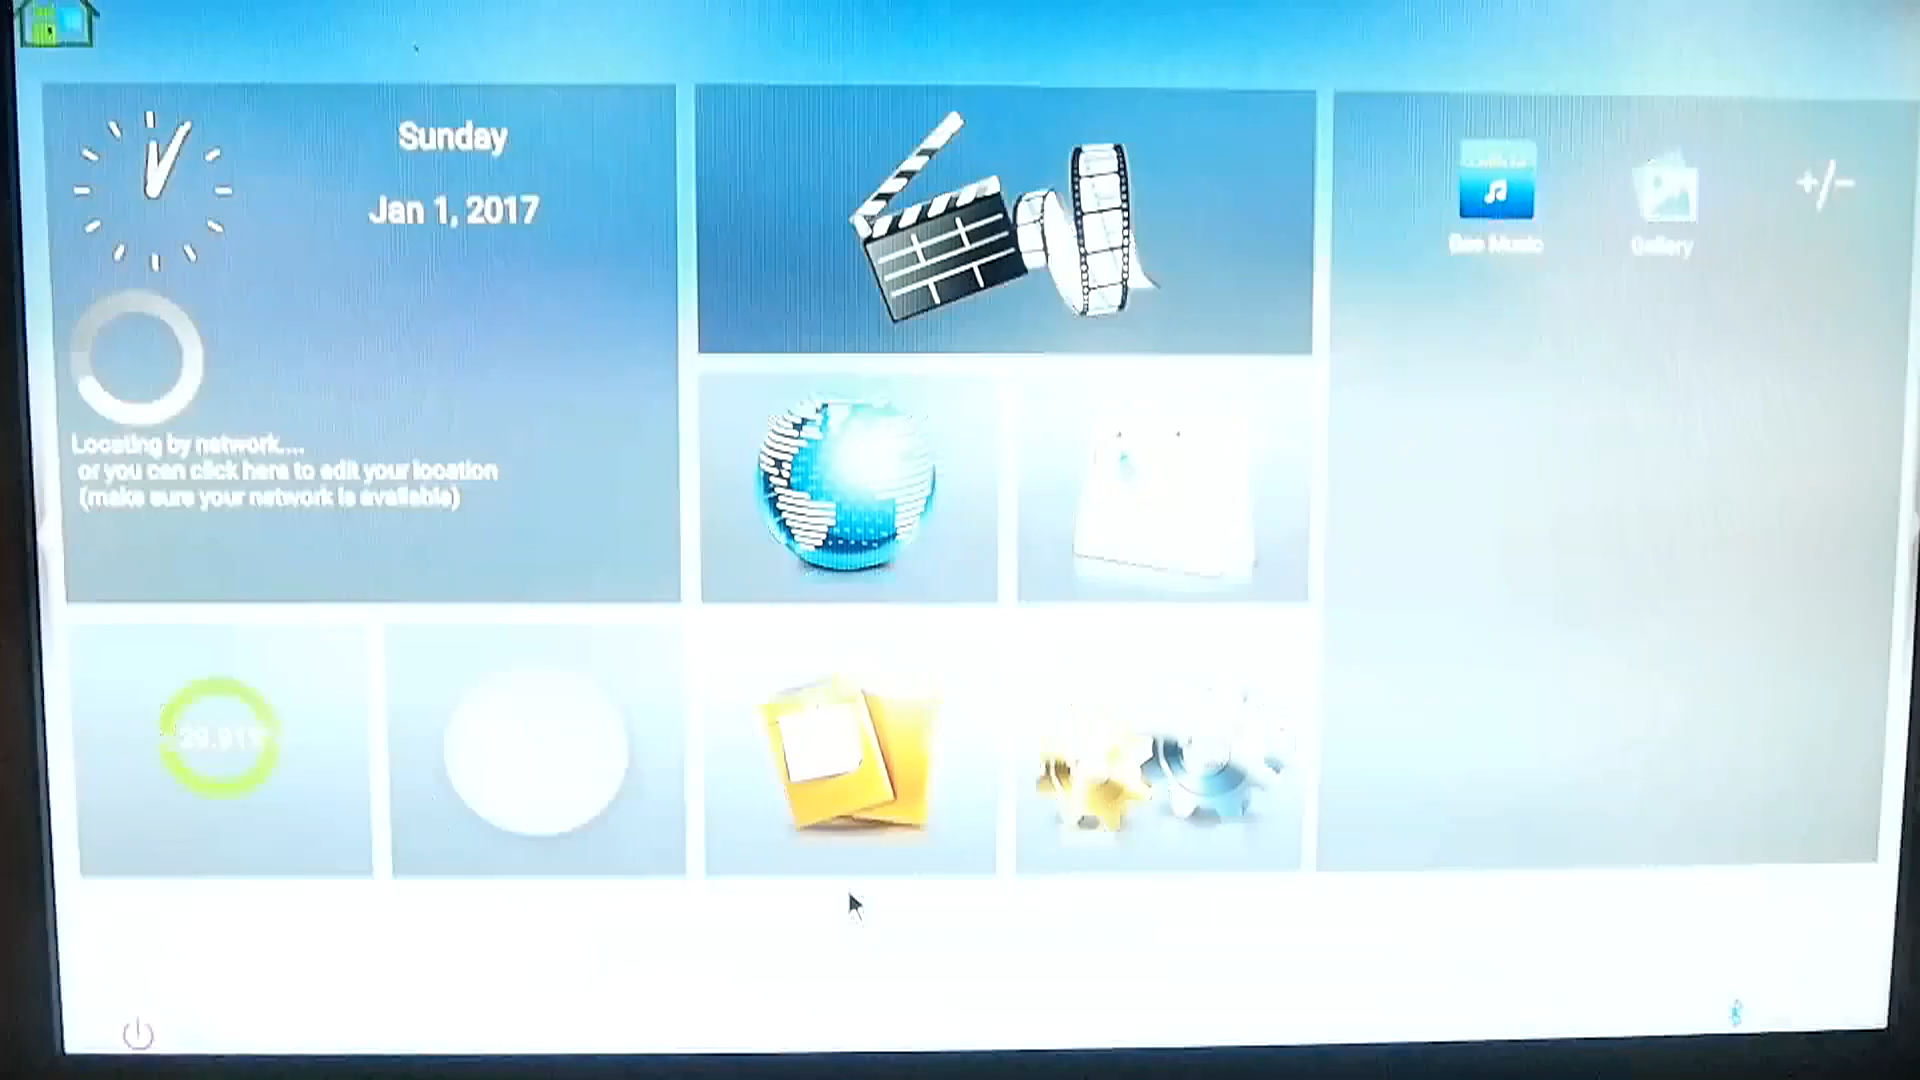 Sunday
Jan 1, 2017
Gallery
+/-
Locating by network....
or you can click here to edit your location
(make sure your network is available)